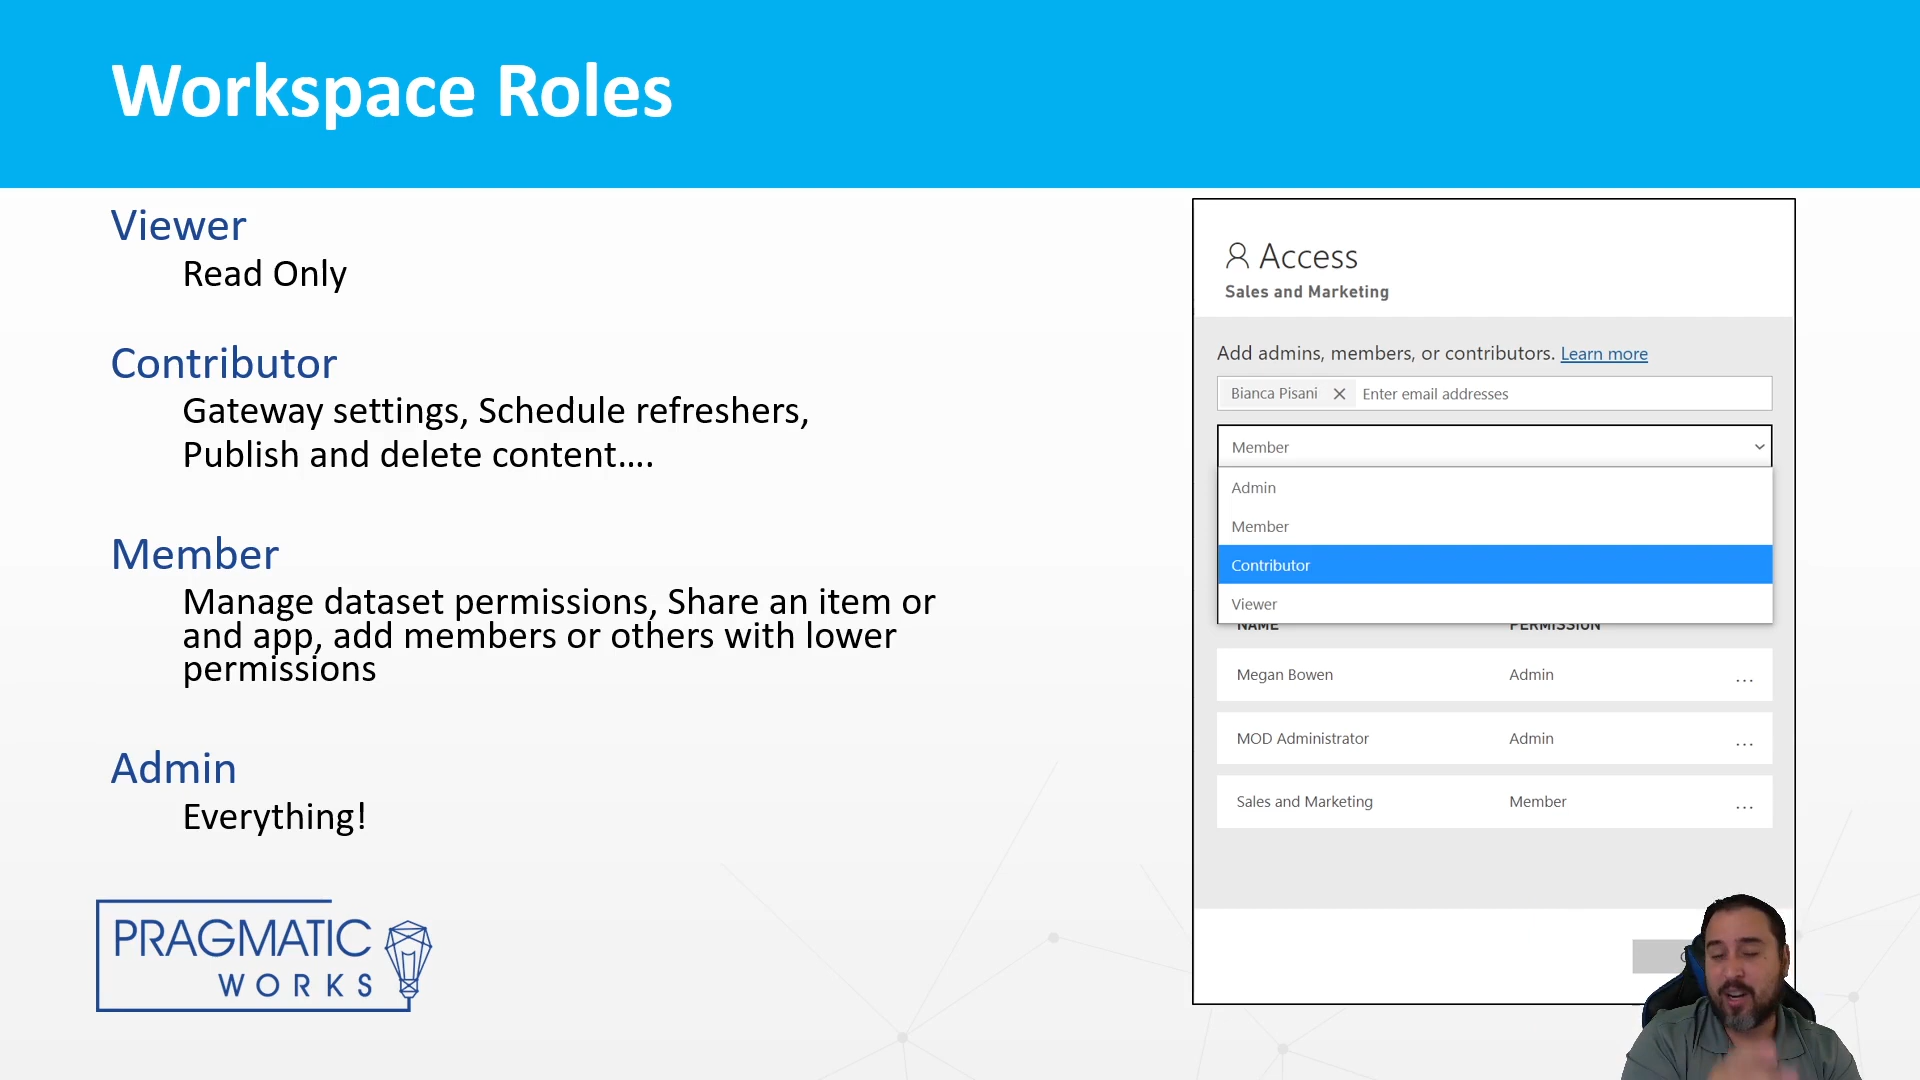 Workspace Roles
Viewer
Read Only
Contributor
Gateway settings, Schedule refreshers,
Publish and delete content....
Member
Manage dataset permissions, Share an item or
and app, add members or others with lower
permissions
Admin
Everything!
PRAGMATIC
WORKS
Access
Sales and Marketing
Add admins, members, or contributors. Learn more
Bianca Pisani Enter email addresses
Member
Admin
Member
Contributor
Viewer
NAME PERMISSION
Megan Bowen Admin ...
MOD Administrator Admin ...
Sales and Marketing Member ...